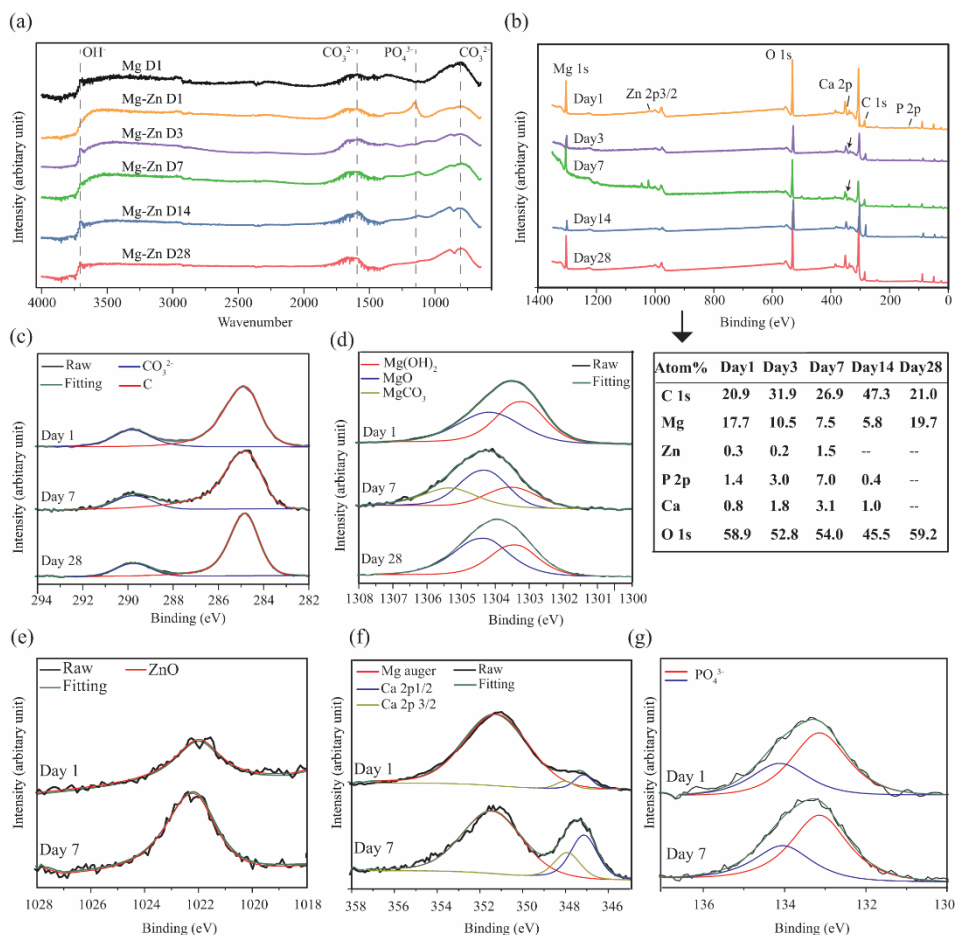 (a)
OH⁻
CO₃²⁻
PO₄³⁻
CO₃²⁻
Mg D1
Mg-Zn D1
Mg-Zn D3
Mg-Zn D7
Mg-Zn D14
Mg-Zn D28
Intensity (arbitary unit)
4000 3500 3000 2500 2000 1500 1000
Wavenumber
(b)
Mg 1s
Zn 2p3/2
O 1s
Ca 2p
C 1s
P 2p
Day1
Day3
Day7
Day14
Day28
Intensity (arbitary unit)
1400 1200 1000 800 600 400 200 0
Binding (eV)
Atom% Day1 Day3 Day7 Day14 Day28
C 1s 20.9 31.9 26.9 47.3 21.0
Mg 17.7 10.5 7.5 5.8 19.7
Zn 0.3 0.2 1.5 -- --
P 2p 1.4 3.0 7.0 0.4 --
Ca 0.8 1.8 3.1 1.0 --
O 1s 58.9 52.8 54.0 45.5 59.2
(c)
Raw CO₃²⁻
Fitting C
Day 1
Day 7
Day 28
Intensity (arbitary unit)
294 292 290 288 286 284 282
Binding (eV)
(d)
Mg(OH)₂ Raw
MgO Fitting
MgCO₃
Day 1
Day 7
Day 28
Intensity (arbitary unit)
1308 1307 1306 1305 1304 1303 1302 1301 1300
Binding (eV)
(e)
Raw ZnO
Fitting
Day 1
Day 7
Intensity (arbitary unit)
1028 1026 1024 1022 1020 1018
Binding (eV)
(f)
Mg auger Raw
Ca 2p1/2 Fitting
Ca 2p 3/2
Day 1
Day 7
Intensity (arbitary unit)
358 356 354 352 350 348 346
Binding (eV)
(g)
PO₄³⁻
Day 1
Day 7
Intensity (arbitary unit)
136 134 132 130
Binding (eV)